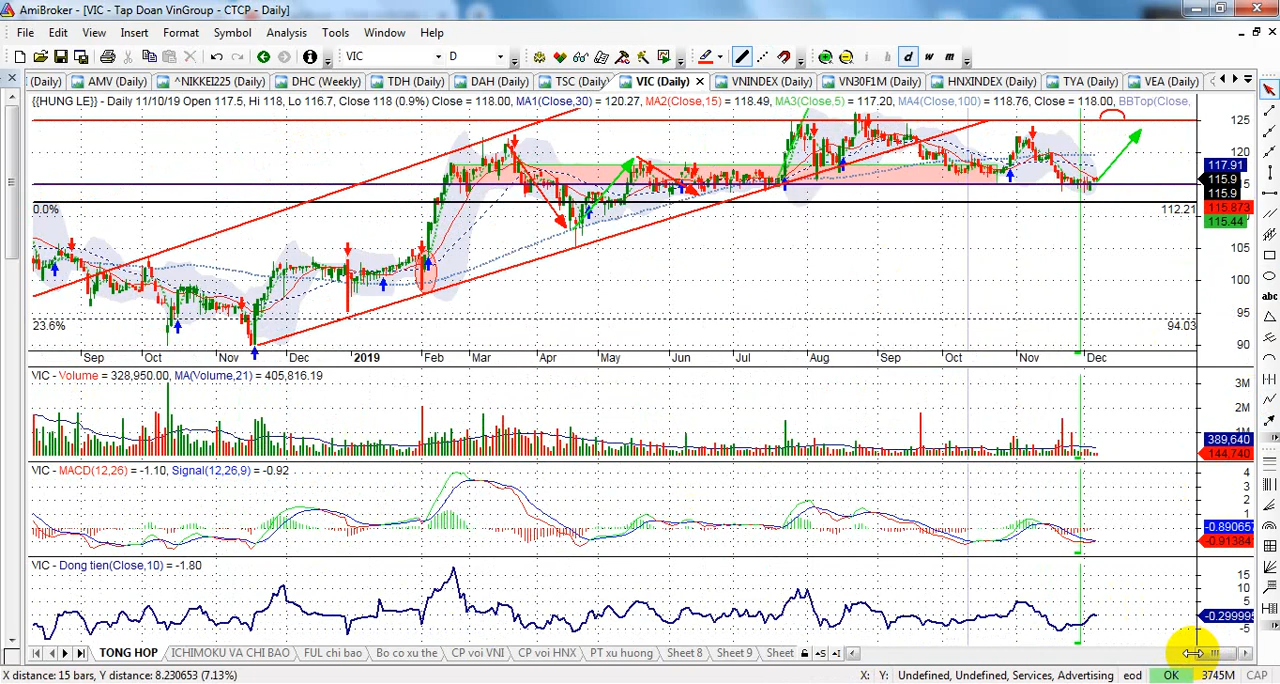 AmiBroker - [VIC - Tap Doan VinGroup - CTCP - Daily]
File Edit View Insert Format Symbol Analysis Tools Window Help
VIC D d w m
(Daily) AMV (Daily) ^NIKKEI225 (Daily) DHC (Weekly) TDH (Daily) DAH (Daily) TSC (Daily) VIC (Daily) VNINDEX (Daily) VN30F1M (Daily) HNXINDEX (Daily) TYA (Daily) VEA (Daily)
{{HUNG LE}} - Daily 11/10/19 Open 117.5, Hi 118, Lo 116.7, Close 118 (0.9%) Close = 118.00, MA1(Close,30) = 120.27, MA2(Close,15) = 118.49, MA3(Close,5) = 117.20, MA4(Close,100) = 118.76, Close = 118.00, BBTop(Close,
125
120
117.91
115.9
115.9
115.873
115.44
0.0% 112.21
105
100
95
23.6% 94.03
90
Sep Oct Nov Dec 2019 Feb Mar Apr May Jun Jul Aug Sep Oct Nov Dec
VIC - Volume = 328,950.00, MA(Volume,21) = 405,816.19
3M
2M
389,640
144,740
VIC - MACD(12,26) = -1.10, Signal(12,26,9) = -0.92
4
3
2
1
-0.890657
-0.91384
VIC - Dong tien(Close,10) = -1.80
15
10
5
-0.299995
-5
TONG HOP ICHIMOKU VA CHI BAO FUL chi bao Bo co xu the CP voi VNI CP voi HNX PT xu huong Sheet 8 Sheet 9 Sheet
X distance: 15 bars, Y distance: 8.230653 (7.13%) X: Y: Undefined, Undefined, Services, Advertising eod OK 3745M CAP
abc